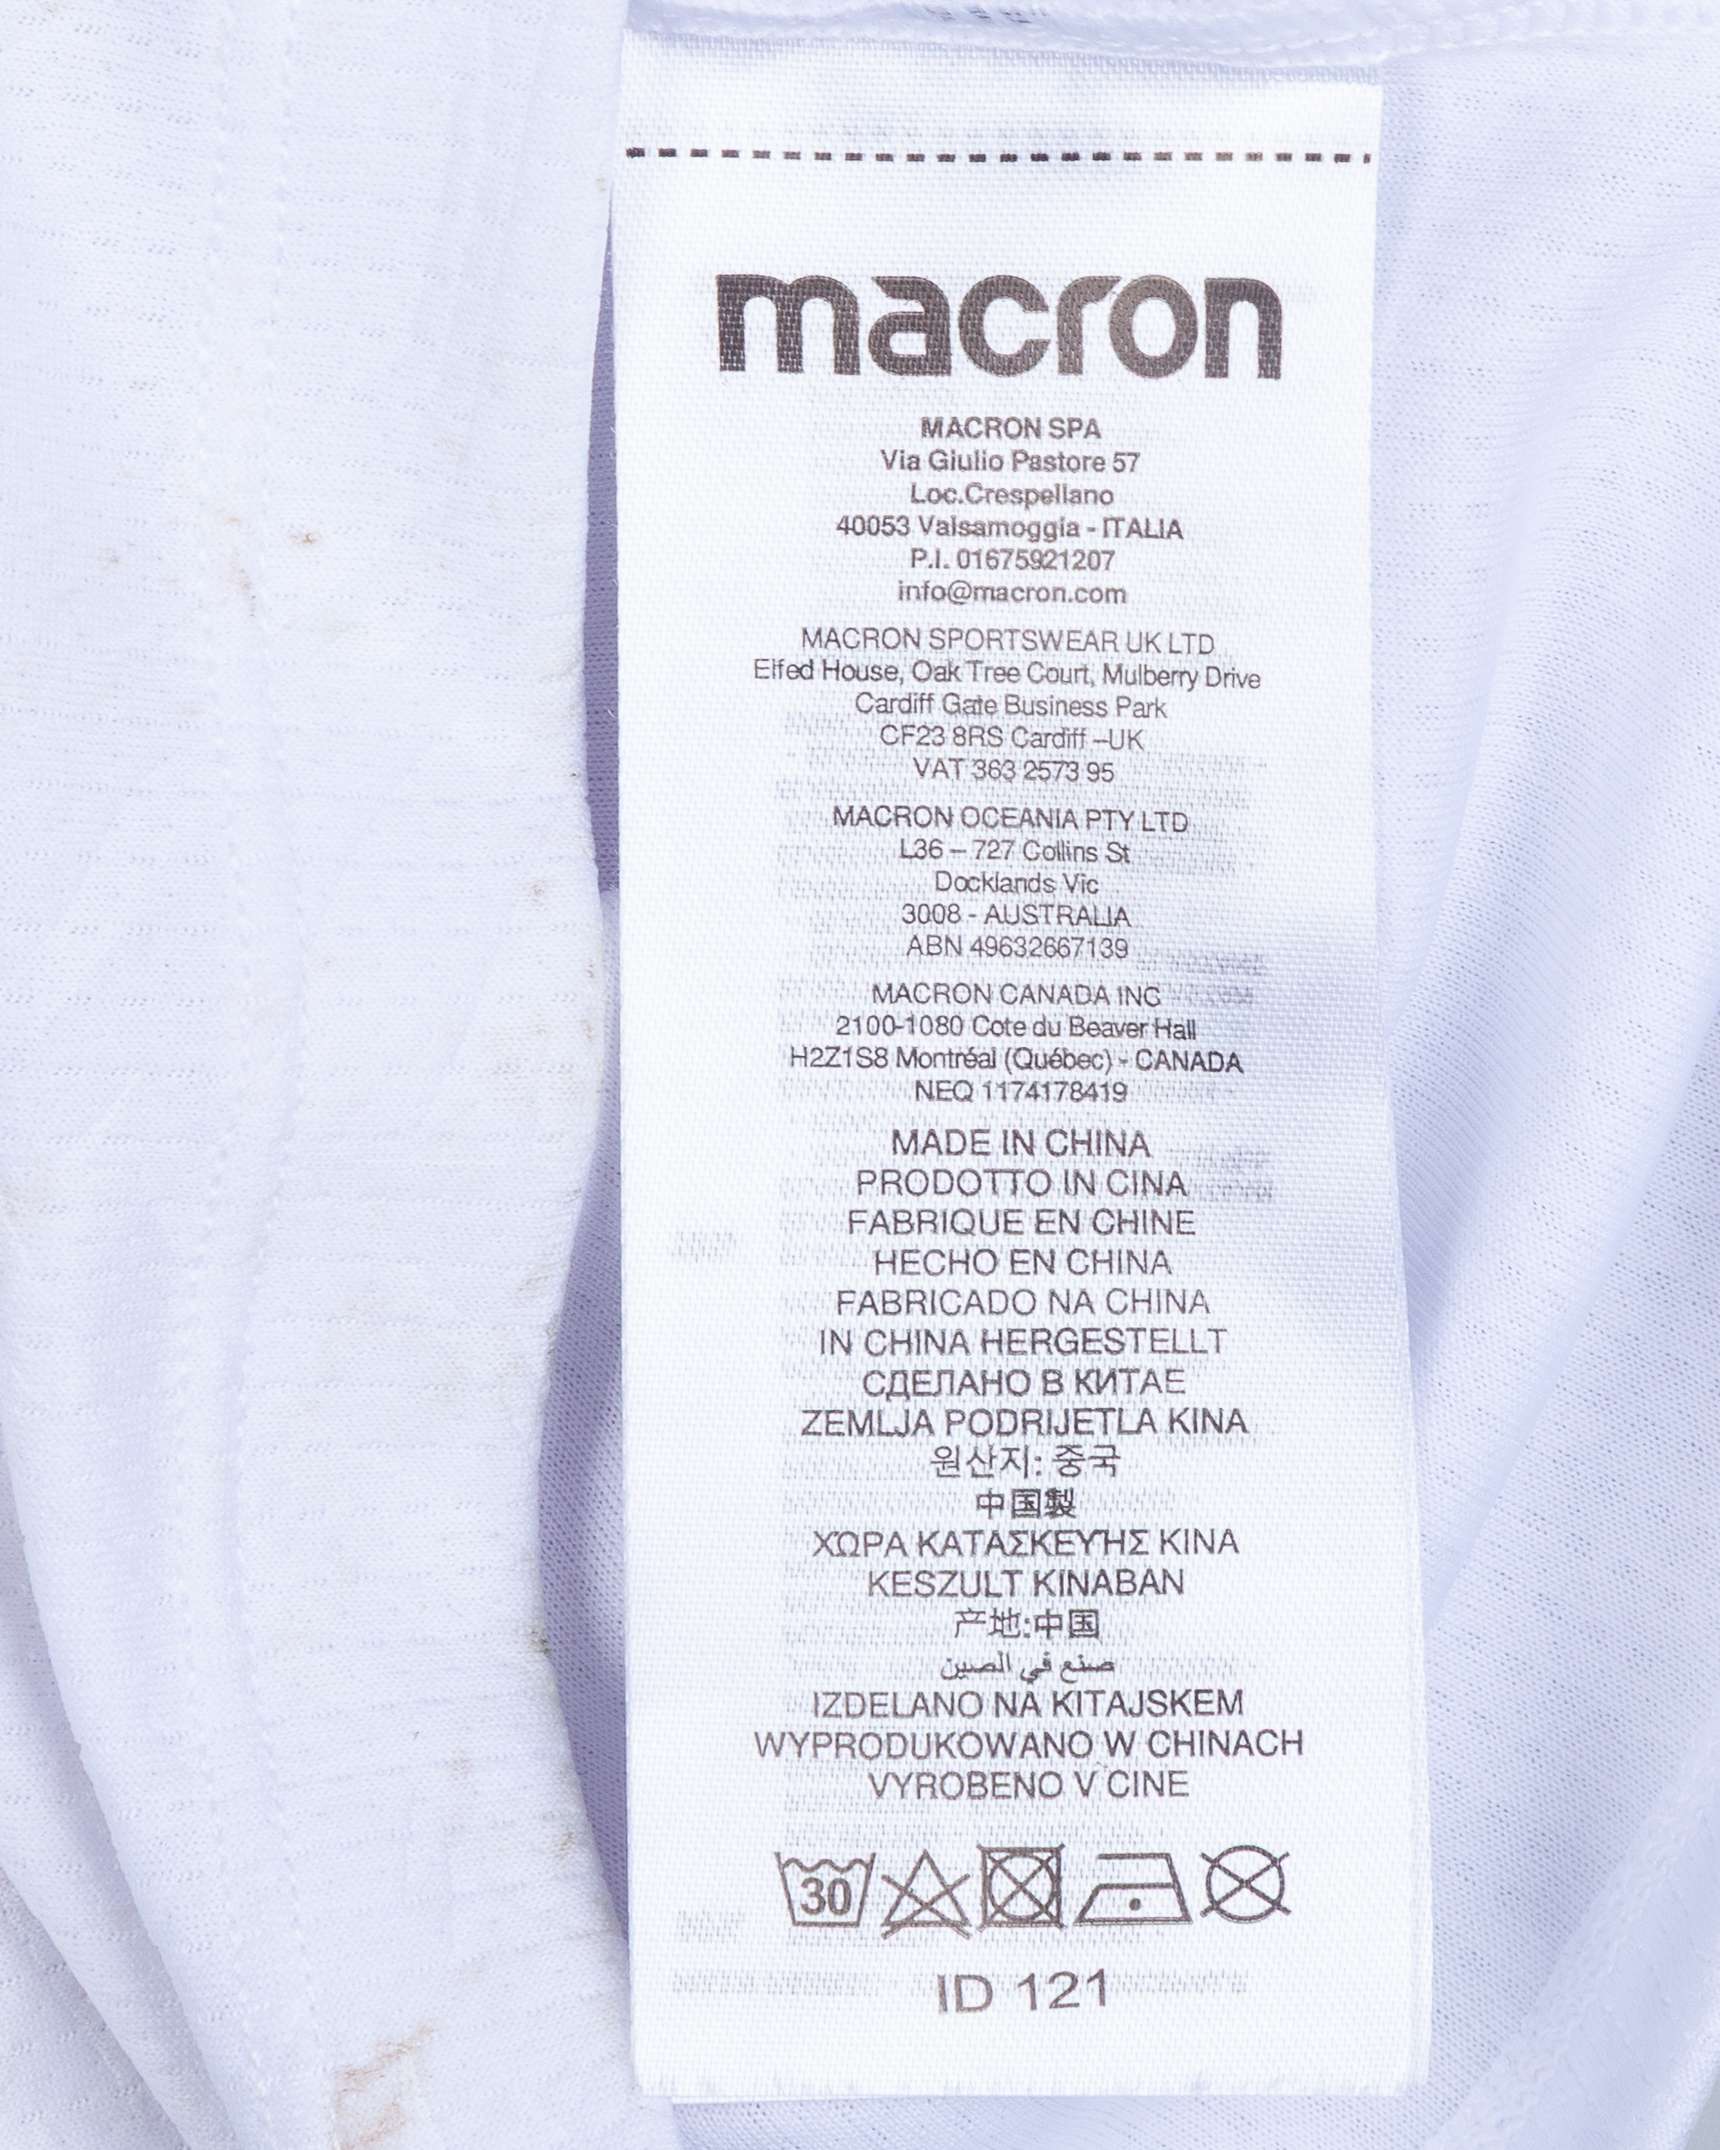 macron
MACRON SPA
Via Giulio Pastore 57
Loc.Crespellano
40053 Valsamoggia - ITALIA
P.I. 01675921207
info@macron.com
MACRON SPORTSWEAR UK LTD
Elfed House, Oak Tree Court, Mulberry Drive
Cardiff Gate Business Park
CF23 8RS Cardiff –UK
VAT 363 2573 95
MACRON OCEANIA PTY LTD
L36 – 727 Collins St
Docklands Vic
3008 - AUSTRALIA
ABN 49632667139
MACRON CANADA INC
2100-1080 Cote du Beaver Hall
H2Z1S8 Montréal (Québec) - CANADA
NEQ 1174178419
MADE IN CHINA
PRODOTTO IN CINA
FABRIQUE EN CHINE
HECHO EN CHINA
FABRICADO NA CHINA
IN CHINA HERGESTELLT
СДЕЛАНО В КИТАЕ
ZEMLJA PODRIJETLA KINA
원산지: 중국
中国製
ΧΏΡΑ ΚΑΤΑΣΚΕΥΉΣ ΚΙΝΑ
KESZULT KINABAN
产地:中国
صنع في الصين
IZDELANO NA KITAJSKEM
WYPRODUKOWANO W CHINACH
VYROBENO V CINE
30
ID 121